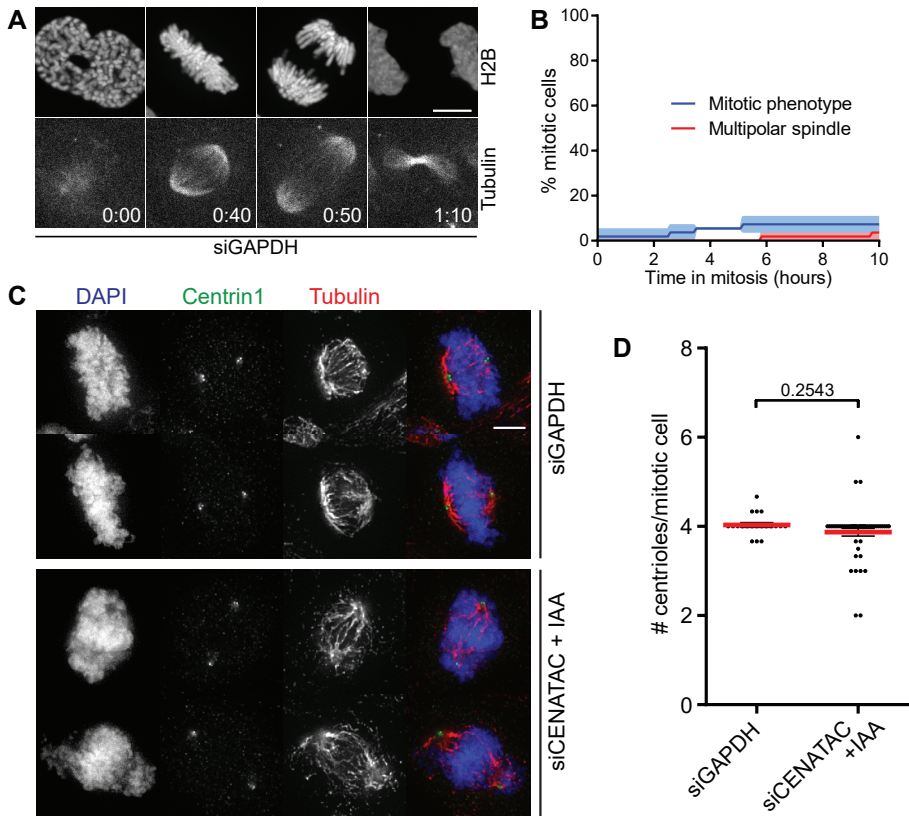 A
H2B
Tubulin
0:00
0:40
0:50
1:10
siGAPDH
B
% mitotic cells
100
80
60
40
20
0
Mitotic phenotype
Multipolar spindle
0
2
4
6
8
10
Time in mitosis (hours)
C
DAPI
Centrin1
Tubulin
siGAPDH
siCENATAC + IAA
D
# centrioles/mitotic cell
8
6
4
2
0
0.2543
siGAPDH
siCENATAC
+IAA